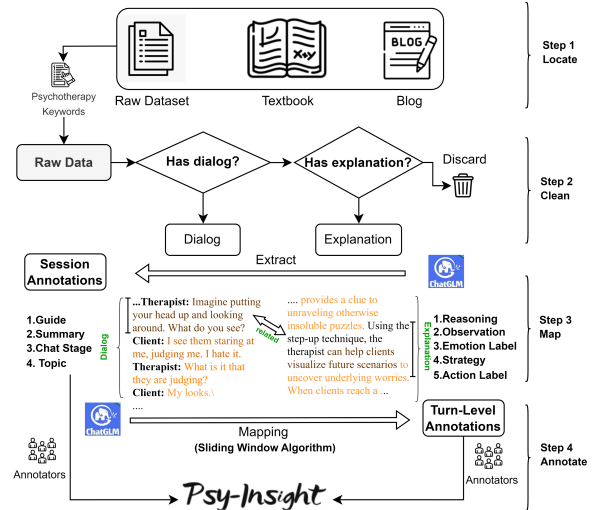 BLOG
X+y
Step 1
Locate
Psychotherapy
Keywords
Raw Dataset
Textbook
Blog
Raw Data
Has dialog?
Has explanation?
Discard
Step 2
Clean
Dialog
Explanation
Session
Annotations
Extract
ChatGLM
1.Guide
2.Summary
3.Chat Stage
4. Topic
Dialog
...Therapist: Imagine putting
your head up and looking
around. What do you see?
Client: I see them staring at
me, judging me. I hate it.
Therapist: What is it that
they are judging?
Client: My looks.\
....
related
.... provides a clue to
unraveling otherwise
insoluble puzzles. Using the
step-up technique, the
therapist can help clients
visualize future scenarios to
uncover underlying worries.
When clients reach a ...
Explanation
1.Reasoning
2.Observation
3.Emotion Label
4.Strategy
5.Action Label
Step 3
Map
ChatGLM
Mapping
(Sliding Window Algorithm)
Turn-Level
Annotations
Step 4
Annotate
Annotators
Annotators
Psy-Insight